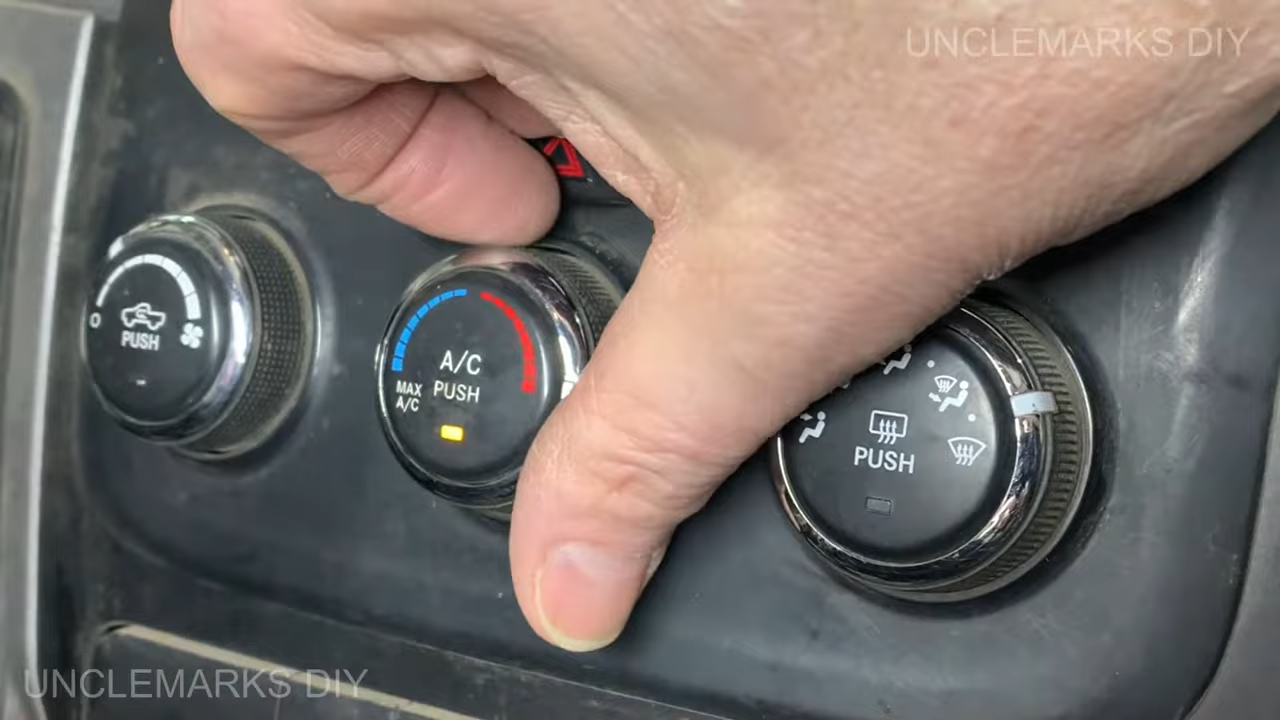 UNCLEMARKS DIY
O
PUSH
A/C
PUSH
MAX
A/C
PUSH
UNCLEMARKS DIY